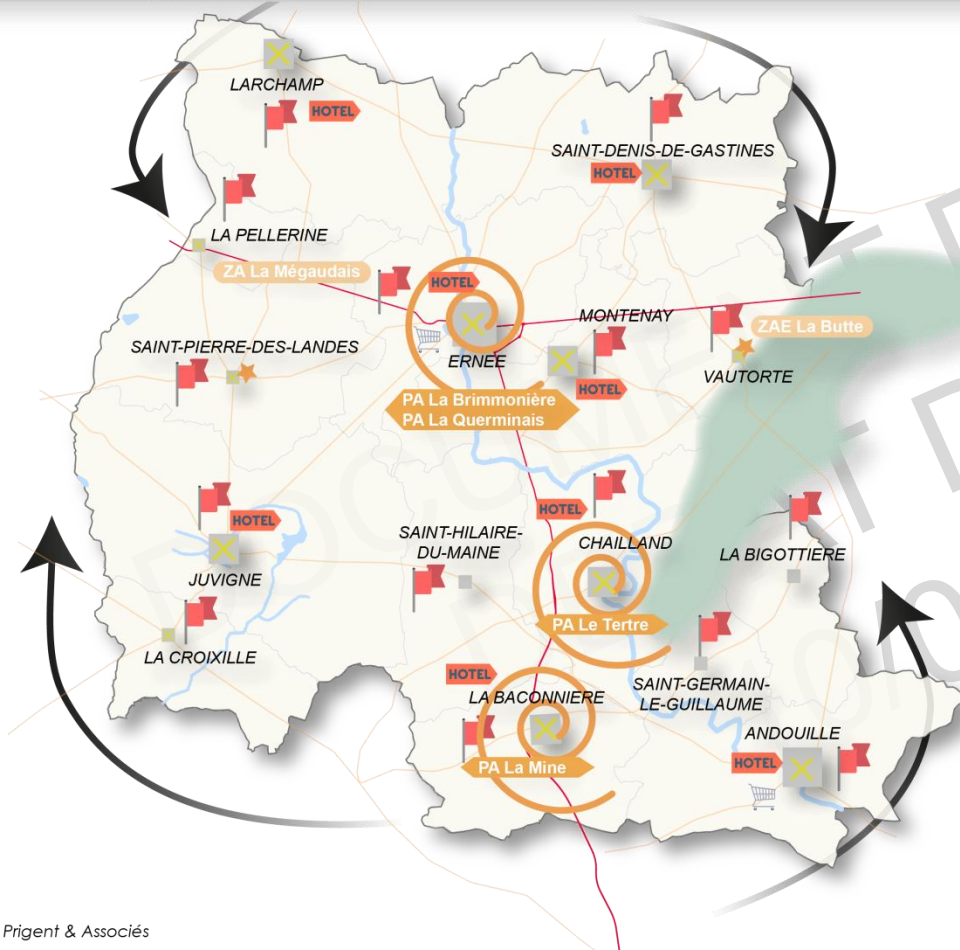 LARCHAMP
HOTEL
SAINT-DENIS-DE-GASTINES
HOTEL
LA PELLERINE
ZA La Mégaudais
HOTEL
MONTENAY
ZAE La Butte
SAINT-PIERRE-DES-LANDES
ERNEE
VAUTORTE
HOTEL
PA La Brimmonière
PA La Querminais
HOTEL
HOTEL
SAINT-HILAIRE-
DU-MAINE
CHAILLAND
LA BIGOTTIERE
JUVIGNE
PA Le Tertre
LA CROIXILLE
HOTEL
SAINT-GERMAIN-
LE-GUILLAUME
LA BACONNIERE
ANDOUILLE
HOTEL
PA La Mine
Prigent & Associés